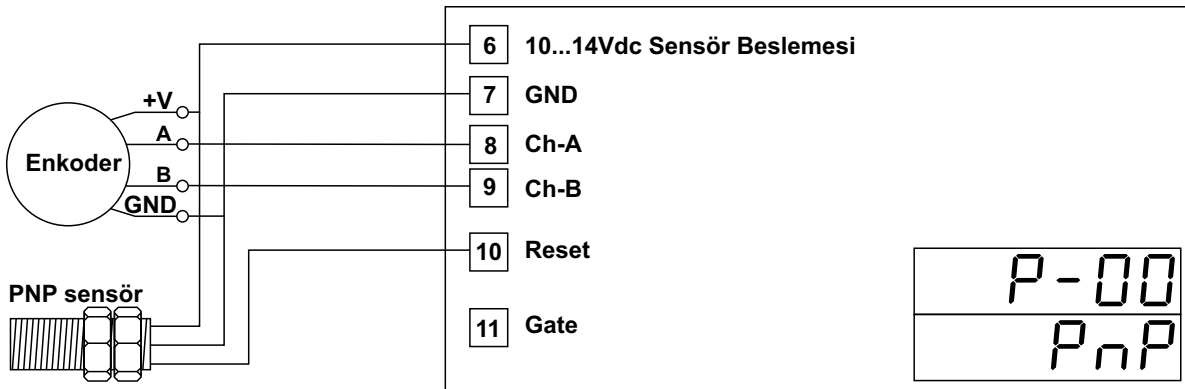 6 10...14Vdc Sensör Beslemesi
+V
7 GND
A
8 Ch-A
Enkoder
B
9 Ch-B
GND
10 Reset
PNP sensör
11 Gate
P-00
PnP